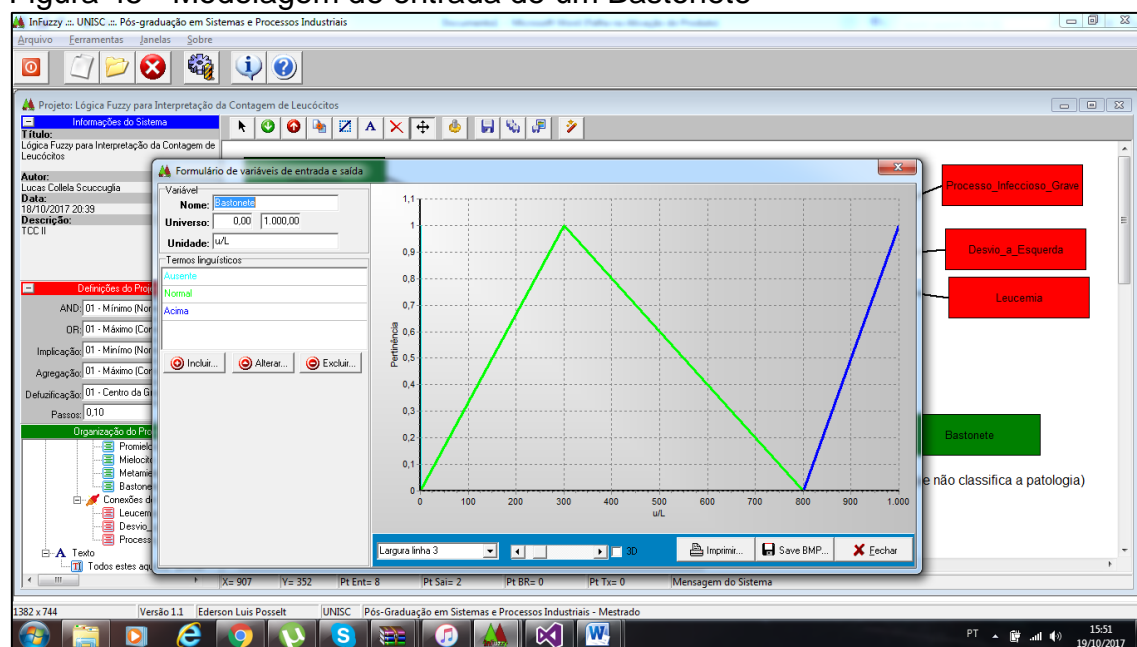 Figura 48 - Modelagem de entrada de um Bastonete
InFuzzy .::. UNISC .::. Pós-graduação em Sistemas e Processos Industriais
Arquivo Ferramentas Janelas Sobre
Projeto: Lógica Fuzzy para Interpretação da Contagem de Leucócitos
Informações do Sistema
Título:
Lógica Fuzzy para Interpretação da Contagem de
Leucócitos
Autor:
Lucas Collela Scuccuglia
Data:
18/10/2017 20:39
Descrição:
TCC II
Definições do Proj
AND: 01 - Mínimo (Nor
OR: 01 - Máximo (Con
Implicação: 01 - Minímo (Nor
Agregação: 01 - Máximo (Con
Defuzificação: 01 - Centro da Gr
Passos: 0,10
Organização do Pro
Promielo
Mielocito
Metamie
Bastone
Conexões d
Leucem
Desvio_
Process
Texto
Todos estes aq
Formulário de variáveis de entrada e saída
Variável
Nome: Bastonete
Universo: 0,00 1.000,00
Unidade: u/L
Termos linguísticos
Ausente
Normal
Acima
Incluir... Alterar... Excluir...
1,1
1
0,9
0,8
0,7
0,6
0,5
0,4
0,3
0,2
0,1
0
Pertinência
0 100 200 300 400 500 600 700 800 900 1.000
u/L
Largura linha 3 3D Imprimir... Save BMP... Fechar
Processo_Infeccioso_Grave
Desvio_a_Esquerda
Leucemia
Bastonete
e não classifica a patologia)
X= 907 Y= 352 Pt Ent= 8 Pt Sai= 2 Pt BR= 0 Pt Tx= 0 Mensagem do Sistema
1382 x 744 Versão 1.1 Ederson Luis Posselt UNISC Pós-Graduação em Sistemas e Processos Industriais - Mestrado
PT 15:51
19/10/2017